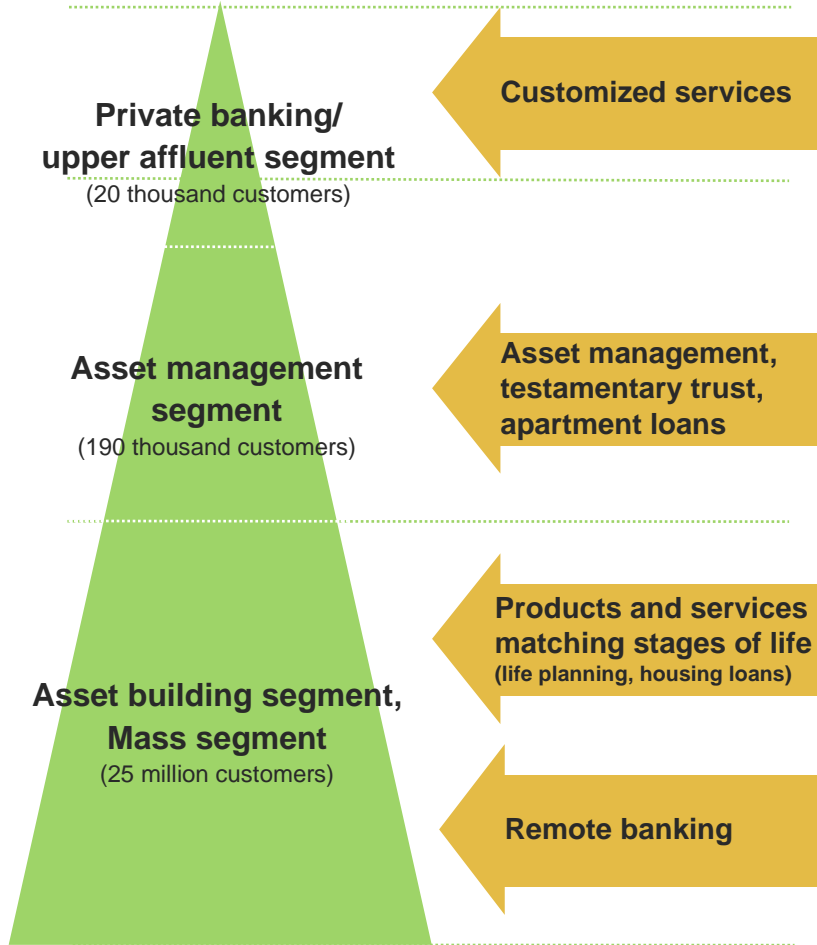 Private banking/
upper affluent segment
(20 thousand customers)
Customized services
Asset management
segment
(190 thousand customers)
Asset management,
testamentary trust,
apartment loans
Asset building segment,
Mass segment
(25 million customers)
Products and services
matching stages of life
(life planning, housing loans)
Remote banking